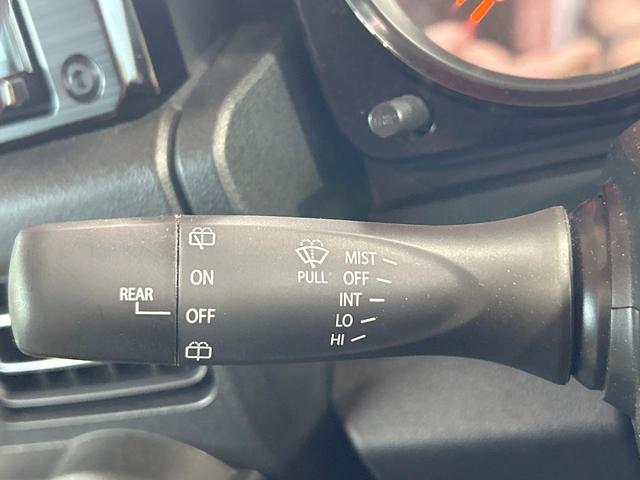 REAR
ON
OFF
PULL
MIST
OFF
INT
LO
HI